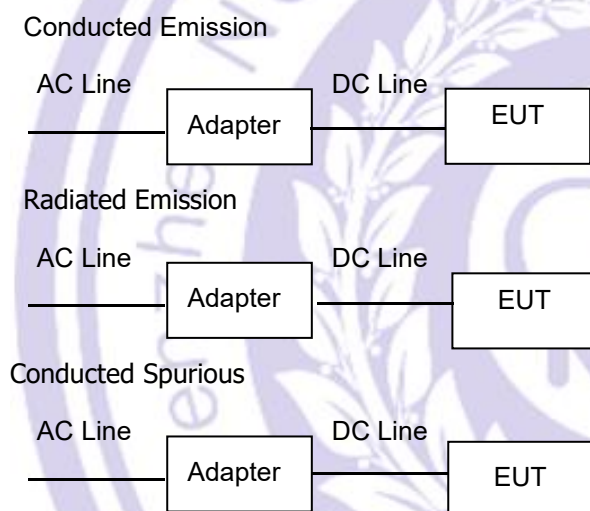 Conducted Emission
AC Line DC Line
Adapter EUT
Radiated Emission
AC Line DC Line
Adapter EUT
Conducted Spurious
AC Line DC Line
Adapter EUT